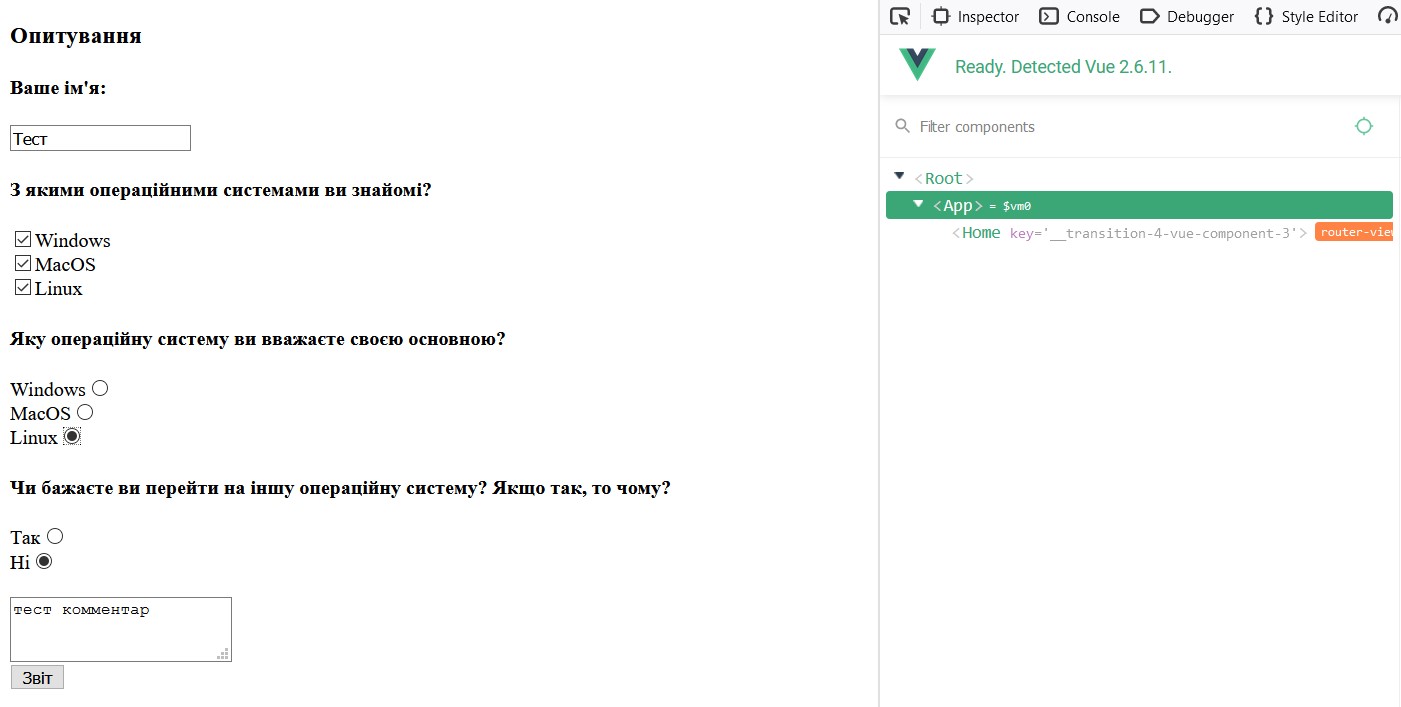 Опитування
Ваше ім'я:
Тест
З якими операційними системами ви знайомі?
Windows
MacOS
Linux
Яку операційну систему ви вважаєте своєю основною?
Windows
MacOS
Linux
Чи бажаєте ви перейти на іншу операційну систему? Якщо так, то чому?
Так
Ні
тест комментар
Звіт
Inspector Console Debugger Style Editor
Ready. Detected Vue 2.6.11.
Filter components
<Root>
<App> = $vm0
<Home key='__transition-4-vue-component-3'> router-view